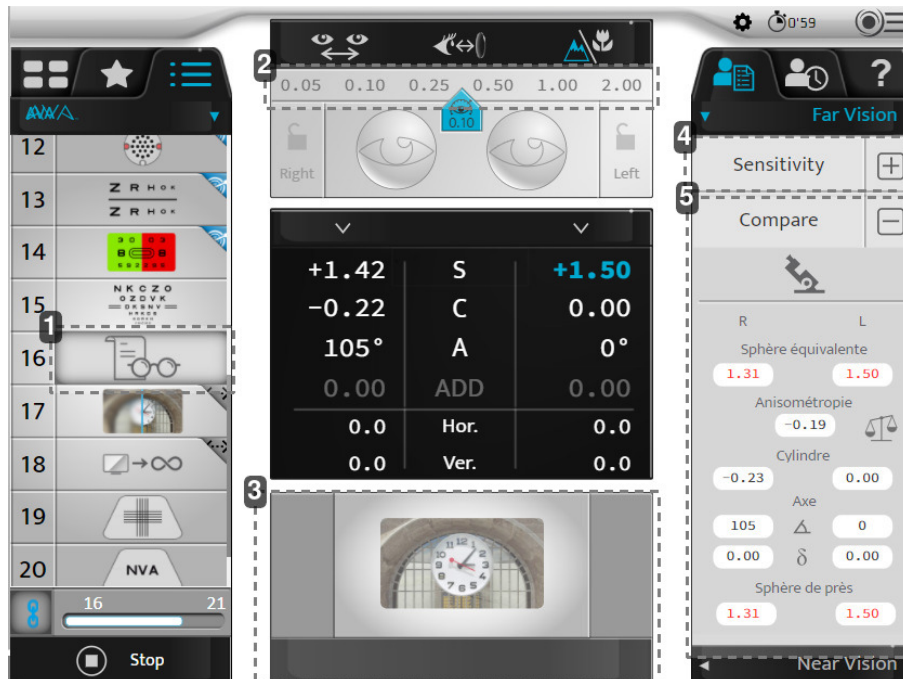 0'59
2
0.05 0.10 0.25 0.50 1.00 2.00
0.10
Right Left
?
Far Vision
4
Sensitivity
5
Compare
R L
Sphère équivalente
1.31 1.50
Anisométropie
-0.19
Cylindre
-0.23 0.00
Axe
105 0
0.00 δ 0.00
Sphère de près
1.31 1.50
Near Vision
12
13 Z R H O K
Z R H O K
14
15 N K C Z O
O Z D V K
D K S N V
1
16
17
18 →∞
19
20 NVA
16 21
Stop
+1.42 S +1.50
-0.22 C 0.00
105° A 0°
0.00 ADD 0.00
0.0 Hor. 0.0
0.0 Ver. 0.0
3